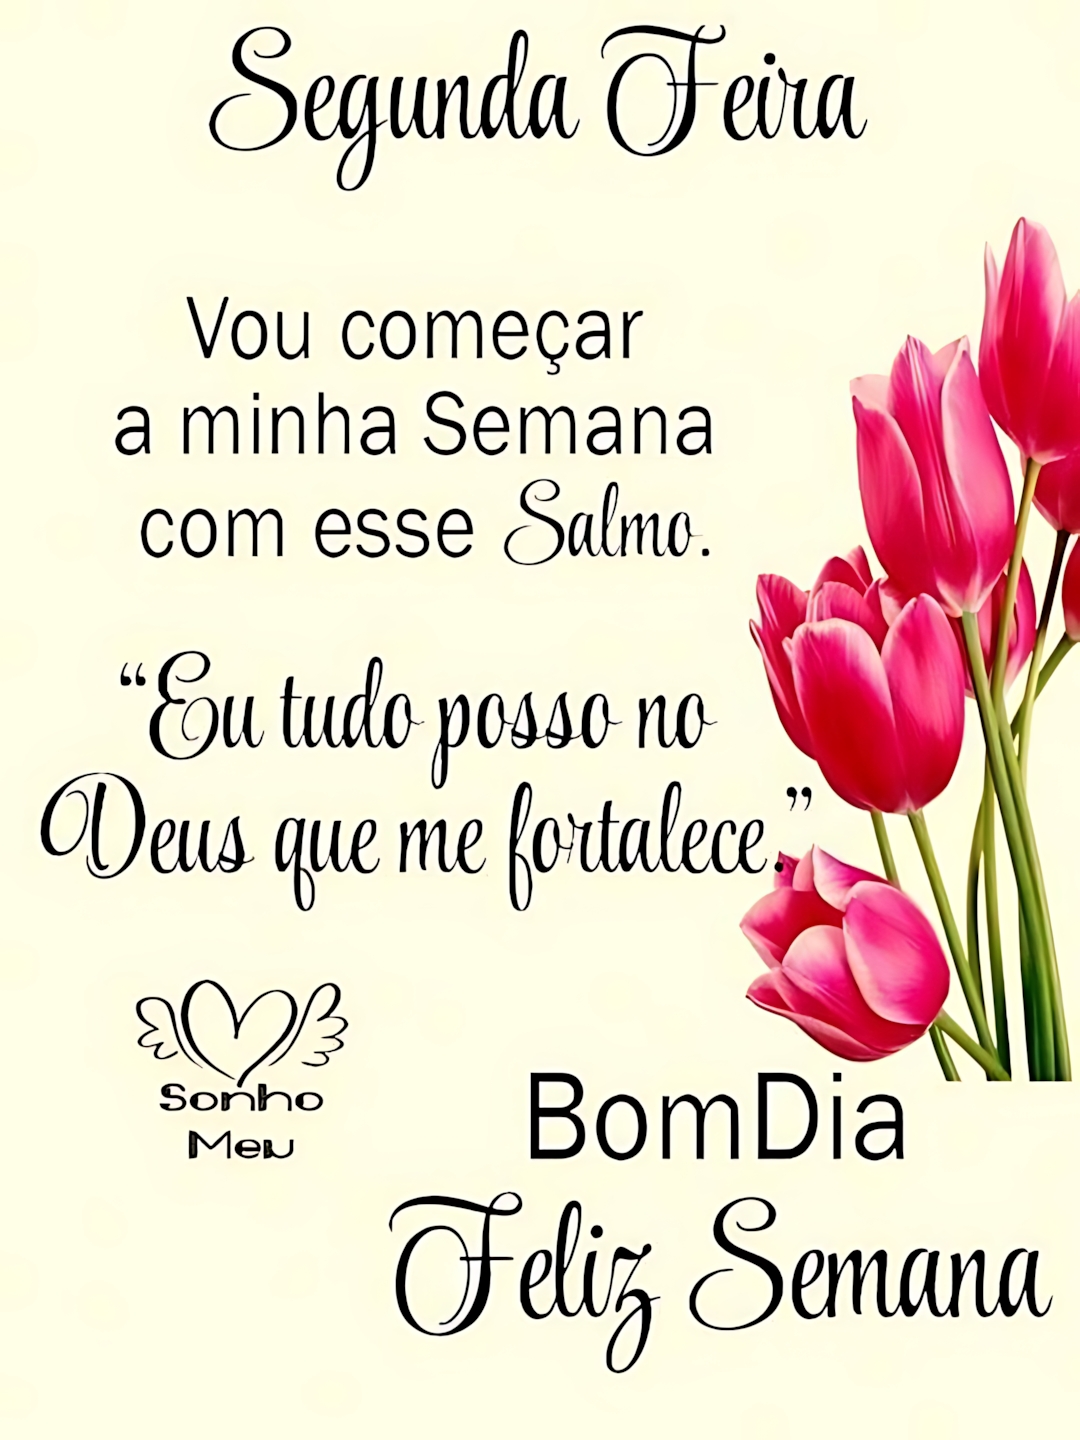 Segunda Feira
Vou começar
a minha Semana
com esse Salmo.
“Eu tudo posso no
Deus que me fortalece.”
Sonho
Meu
BomDia
Feliz Semana